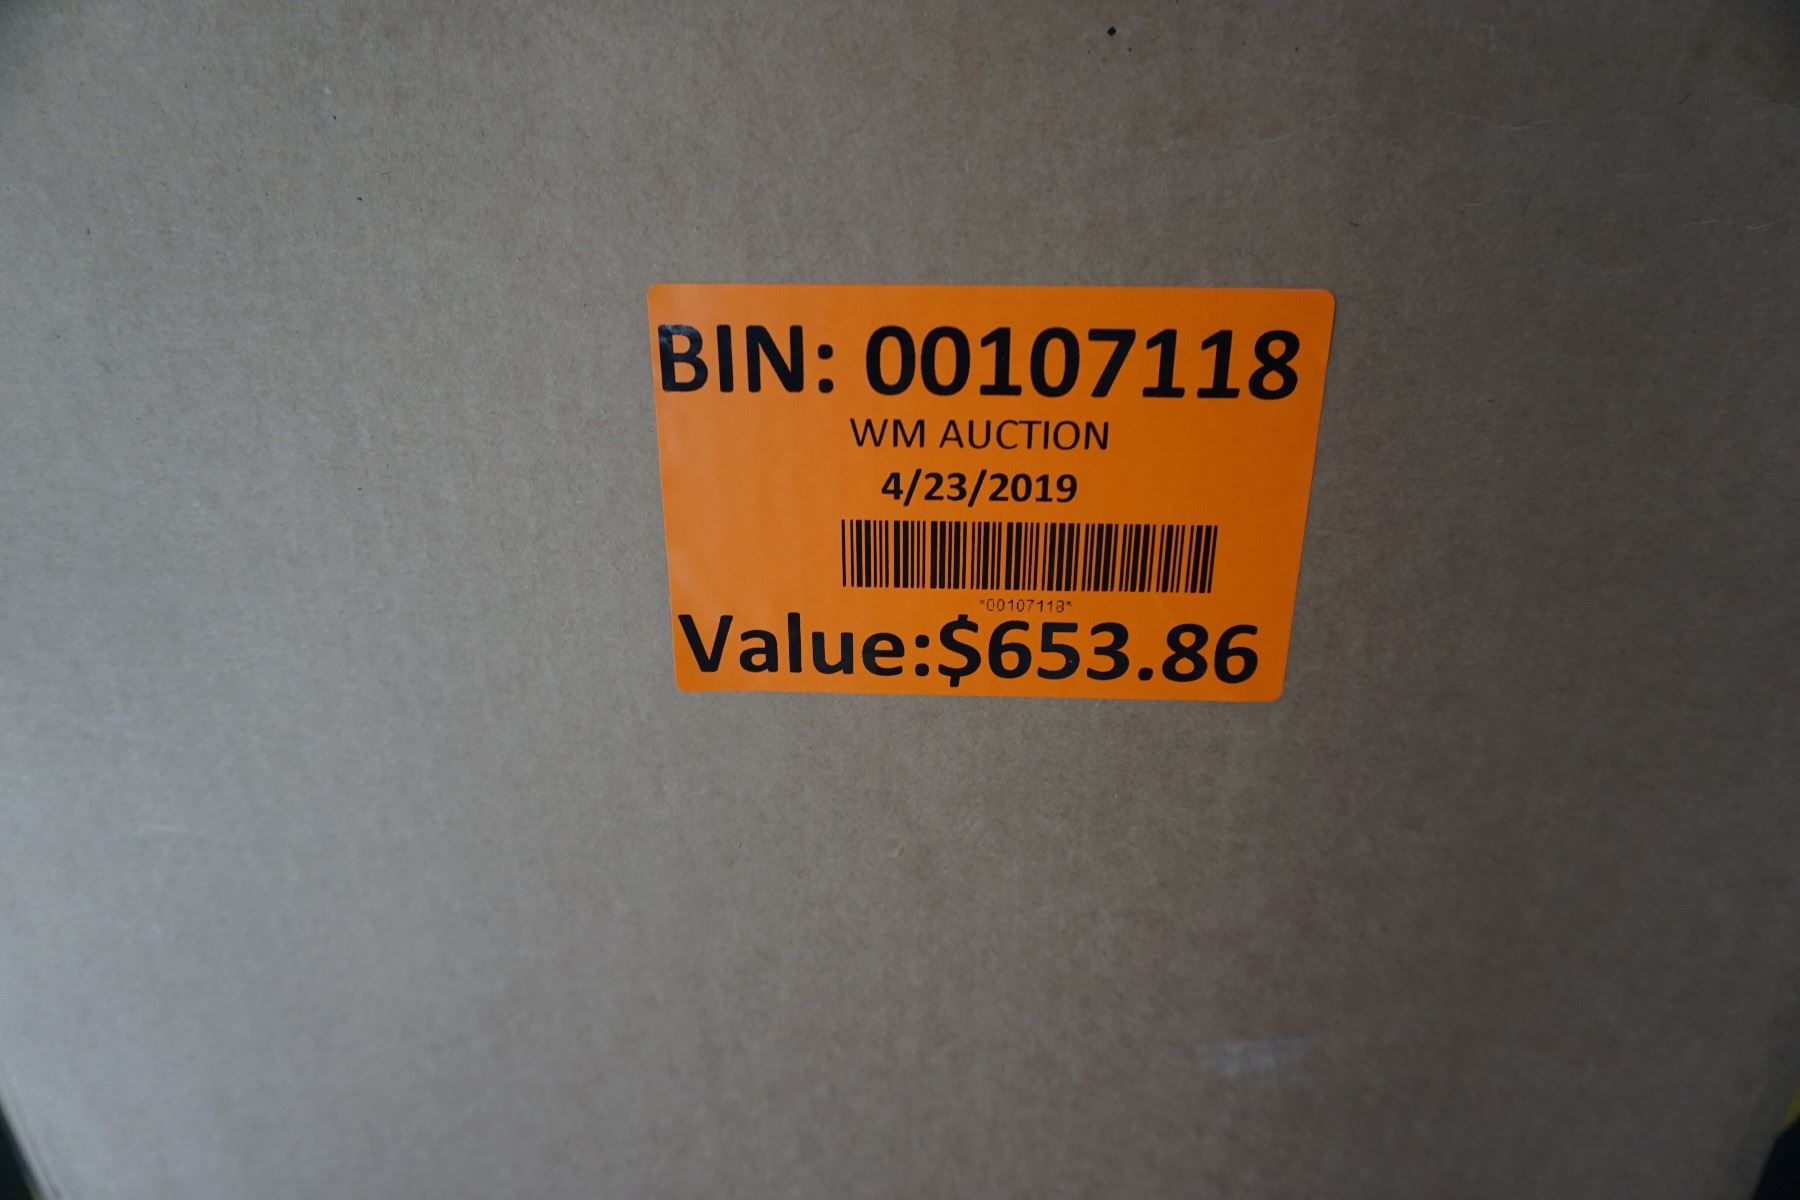 BIN: 00107118
WM AUCTION
4/23/2019
*00107118*
Value:$653.86